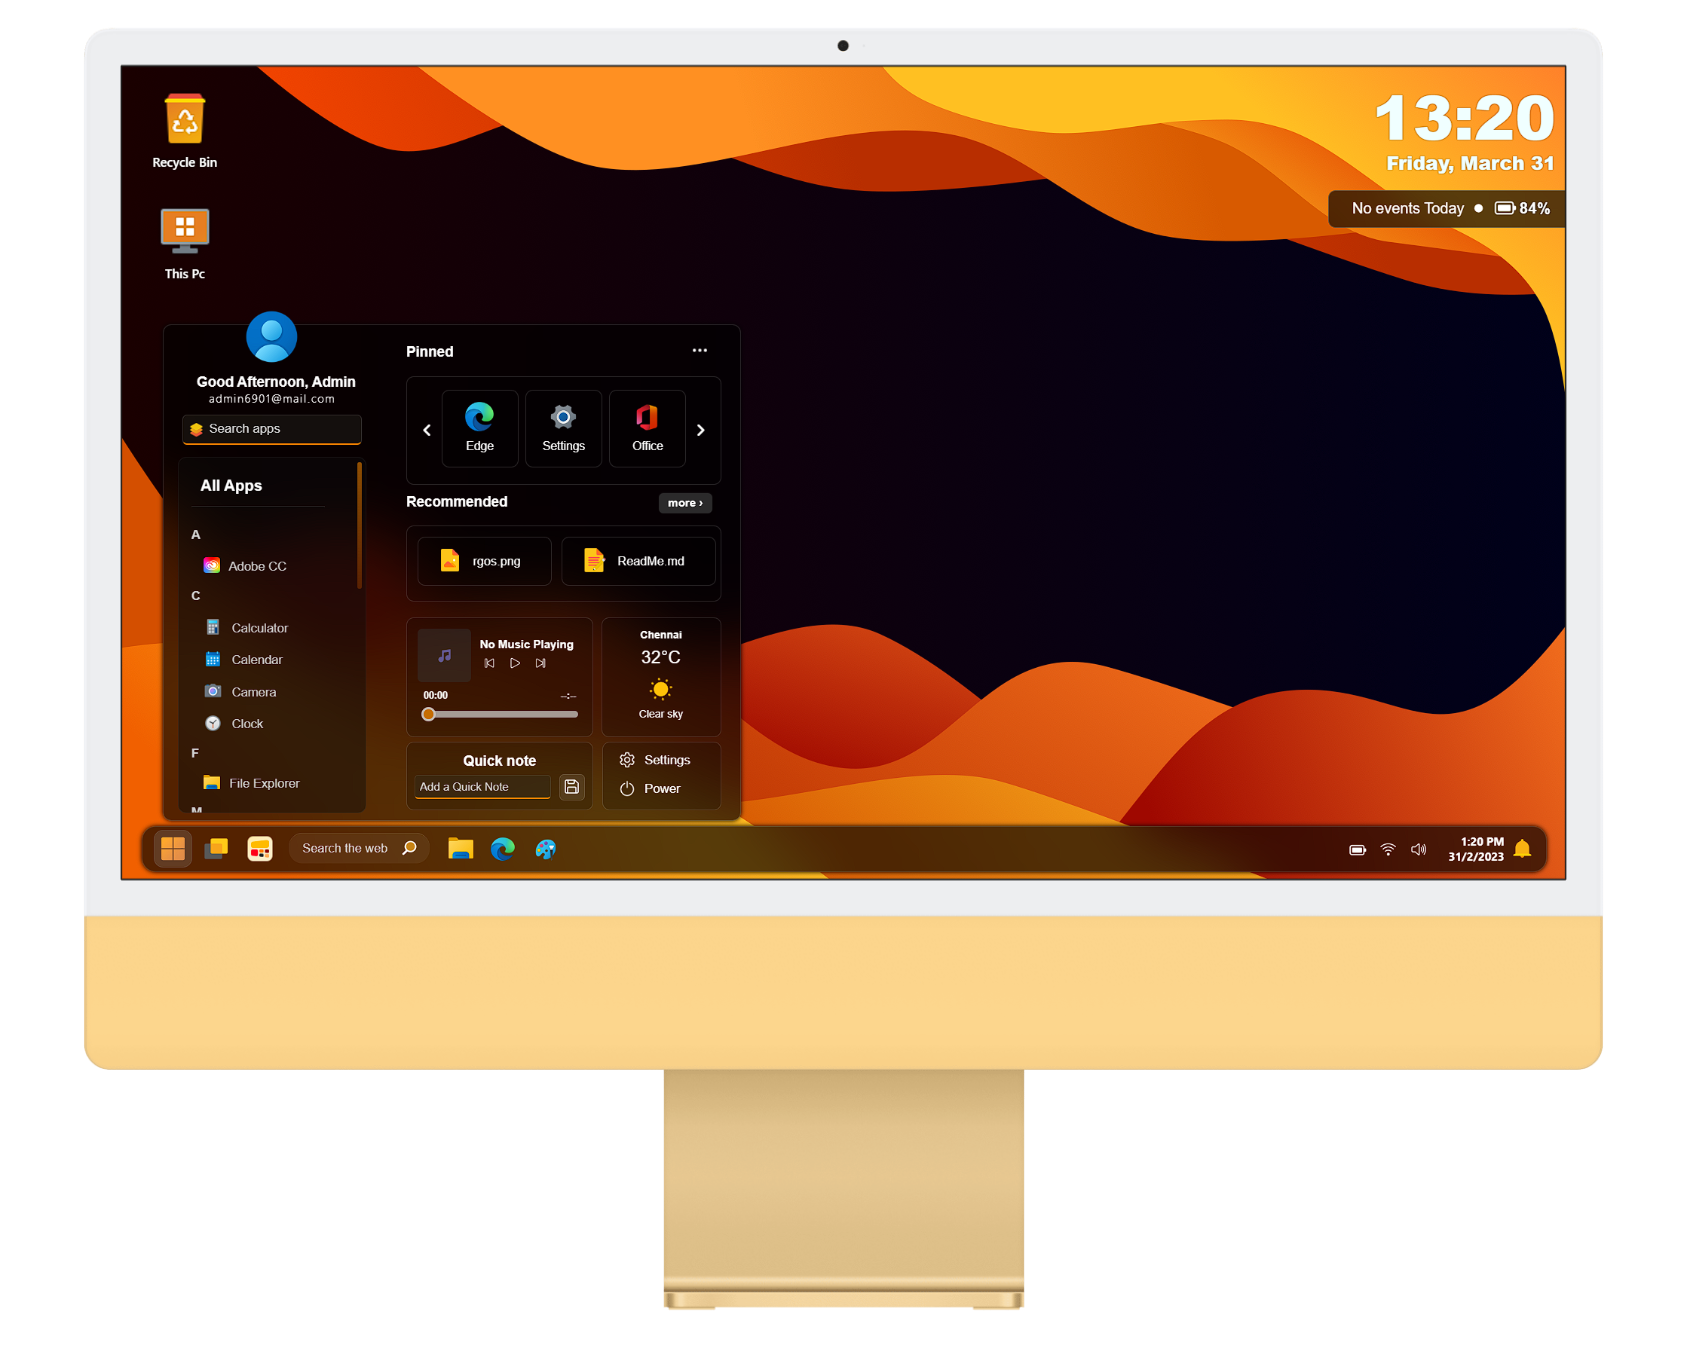 Recycle Bin
This Pc
13:20
Friday, March 31
No events Today
84%
Good Afternoon, Admin
admin6901@mail.com
Search apps
All Apps
A
Adobe CC
C
Calculator
Calendar
Camera
Clock
F
File Explorer
M
Pinned
Edge
Settings
Office
Recommended
more ›
rgos.png
ReadMe.md
No Music Playing
00:00
--:--
Chennai
32°C
Clear sky
Quick note
Add a Quick Note
Settings
Power
Search the web
1:20 PM
31/2/2023